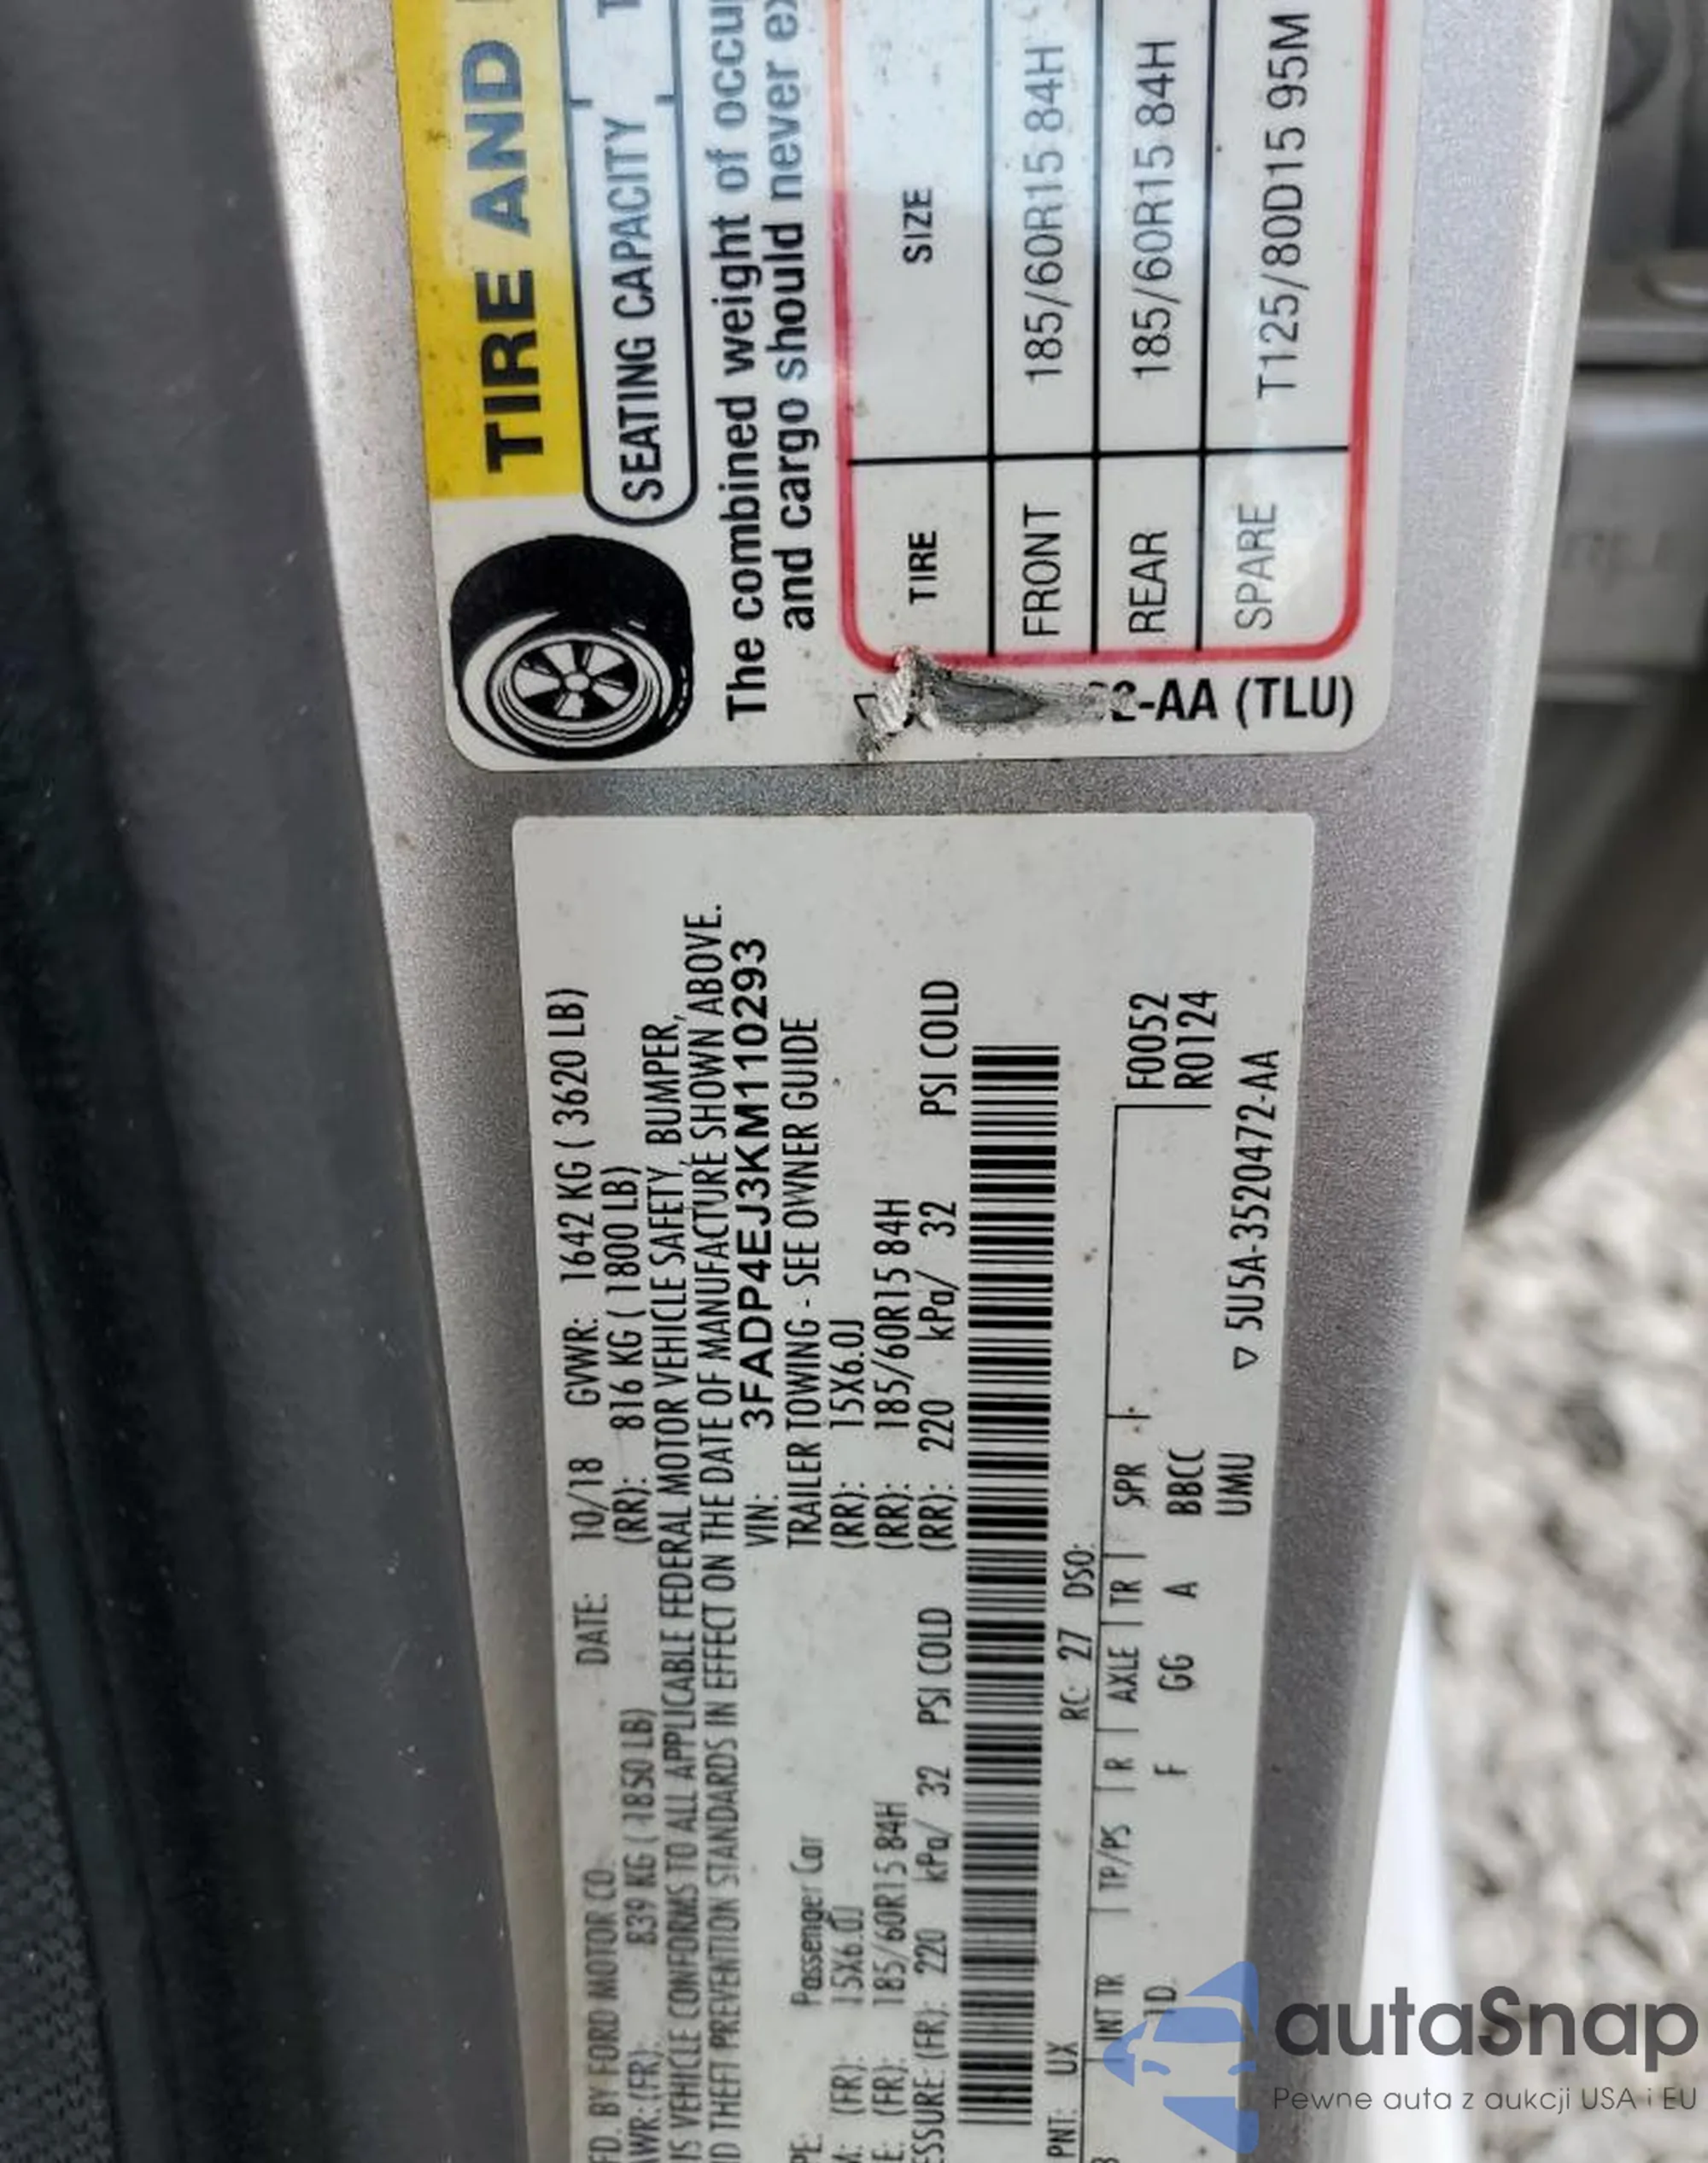 TIRE AND
SEATING CAPACITY
The combined weight of
and cargo should never
TIRE SIZE
FRONT 185/60R15 84H
REAR 185/60R15 84H
SPARE T125/80D15 95M
-AA (TLU)
FD. BY FORD MOTOR CO. DATE: 10/18 GVWR: 1642 KG ( 3620 LB)
AWR: (FR): 839 KG ( 1850 LB) (RR): 816 KG ( 1800 LB)
IS VEHICLE CONFORMS TO ALL APPLICABLE FEDERAL MOTOR VEHICLE SAFETY, BUMPER,
D THEFT PREVENTION STANDARDS IN EFFECT ON THE DATE OF MANUFACTURE SHOWN ABOVE.
VIN: 3FADP4EJ3KM110293
PE: Passenger Car TRAILER TOWING - SEE OWNER GUIDE
M: (FR): 15X6.0J (RR): 15X6.0J
E: (FR): 185/60R15 84H (RR): 185/60R15 84H
ESSURE: (FR): 220 kPa/ 32 PSI COLD (RR): 220 kPa/ 32 PSI COLD
PNT: UX RC: 27 DSO:
INT TR TP/PS R AXLE TR SPR F0052
F GG A BBCC R0124
UMU ▽ 5U5A-3520472-AA
autaSnap
Pewne auta z aukcji USA i EU